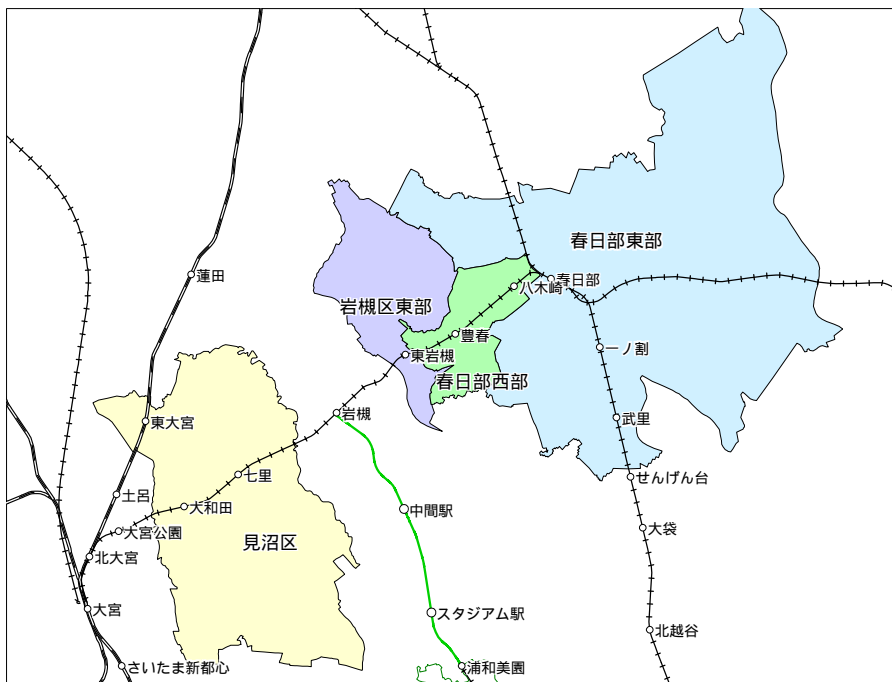 春日部東部
蓮田
春日部
八木崎
岩槻区東部
豊春
一ノ割
東岩槻
春日部西部
岩槻
武里
東大宮
七里
せんげん台
土呂
大和田
中間駅
大宮公園
大袋
見沼区
北大宮
大宮
スタジアム駅
北越谷
さいたま新都心
浦和美園